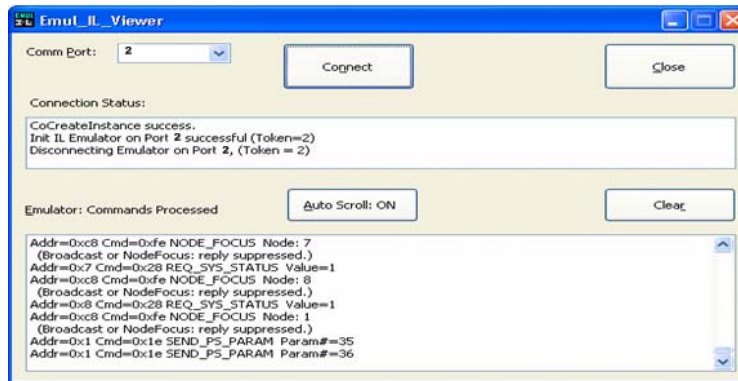 Emul_IL_Viewer
Comm Port: 2
Connect
Close
Connection Status:
CoCreateInstance success.
Init IL Emulator on Port 2 successful (Token=2)
Disconnecting Emulator on Port 2, (Token = 2)
Emulator: Commands Processed
Auto Scroll: ON
Clear
Addr=0xc8 Cmd=0xfe NODE_FOCUS Node: 7
(Broadcast or NodeFocus: reply suppressed.)
Addr=0x7 Cmd=0x28 REQ_SYS_STATUS Value=1
Addr=0xc8 Cmd=0xfe NODE_FOCUS Node: 8
(Broadcast or NodeFocus: reply suppressed.)
Addr=0x8 Cmd=0x28 REQ_SYS_STATUS Value=1
Addr=0xc8 Cmd=0xfe NODE_FOCUS Node: 1
(Broadcast or NodeFocus: reply suppressed.)
Addr=0x1 Cmd=0x1e SEND_PS_PARAM Param#=35
Addr=0x1 Cmd=0x1e SEND_PS_PARAM Param#=36